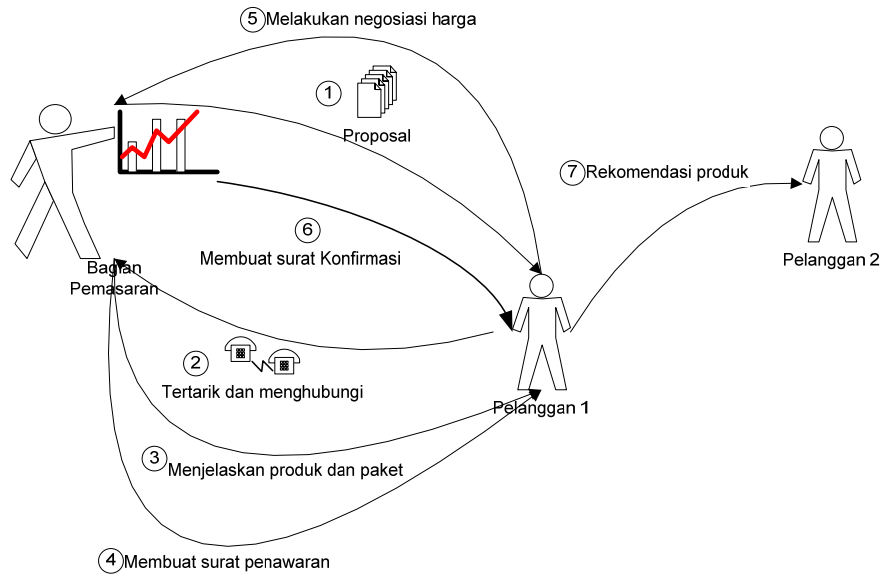 5 Melakukan negosiasi harga
1
Proposal
7 Rekomendasi produk
6
Membuat surat Konfirmasi
Pelanggan 2
Bagian
Pemasaran
2
Tertarik dan menghubungi
Pelanggan 1
3
Menjelaskan produk dan paket
4 Membuat surat penawaran